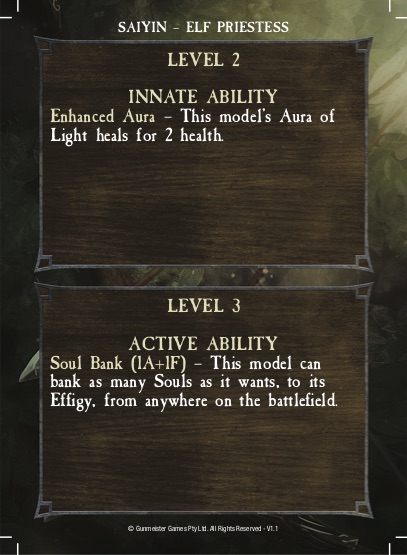 SAIYIN - ELF PRIESTESS
LEVEL 2
INNATE ABILITY
Enhanced Aura - This model's Aura of
Light heals for 2 health.
LEVEL 3
ACTIVE ABILITY
Soul Bank (1A+1F) - This model can
bank as many Souls as it wants, to its
Effigy, from anywhere on the battlefield.
© Gunmeister Games Pty Ltd. All Rights Reserved - V1.1